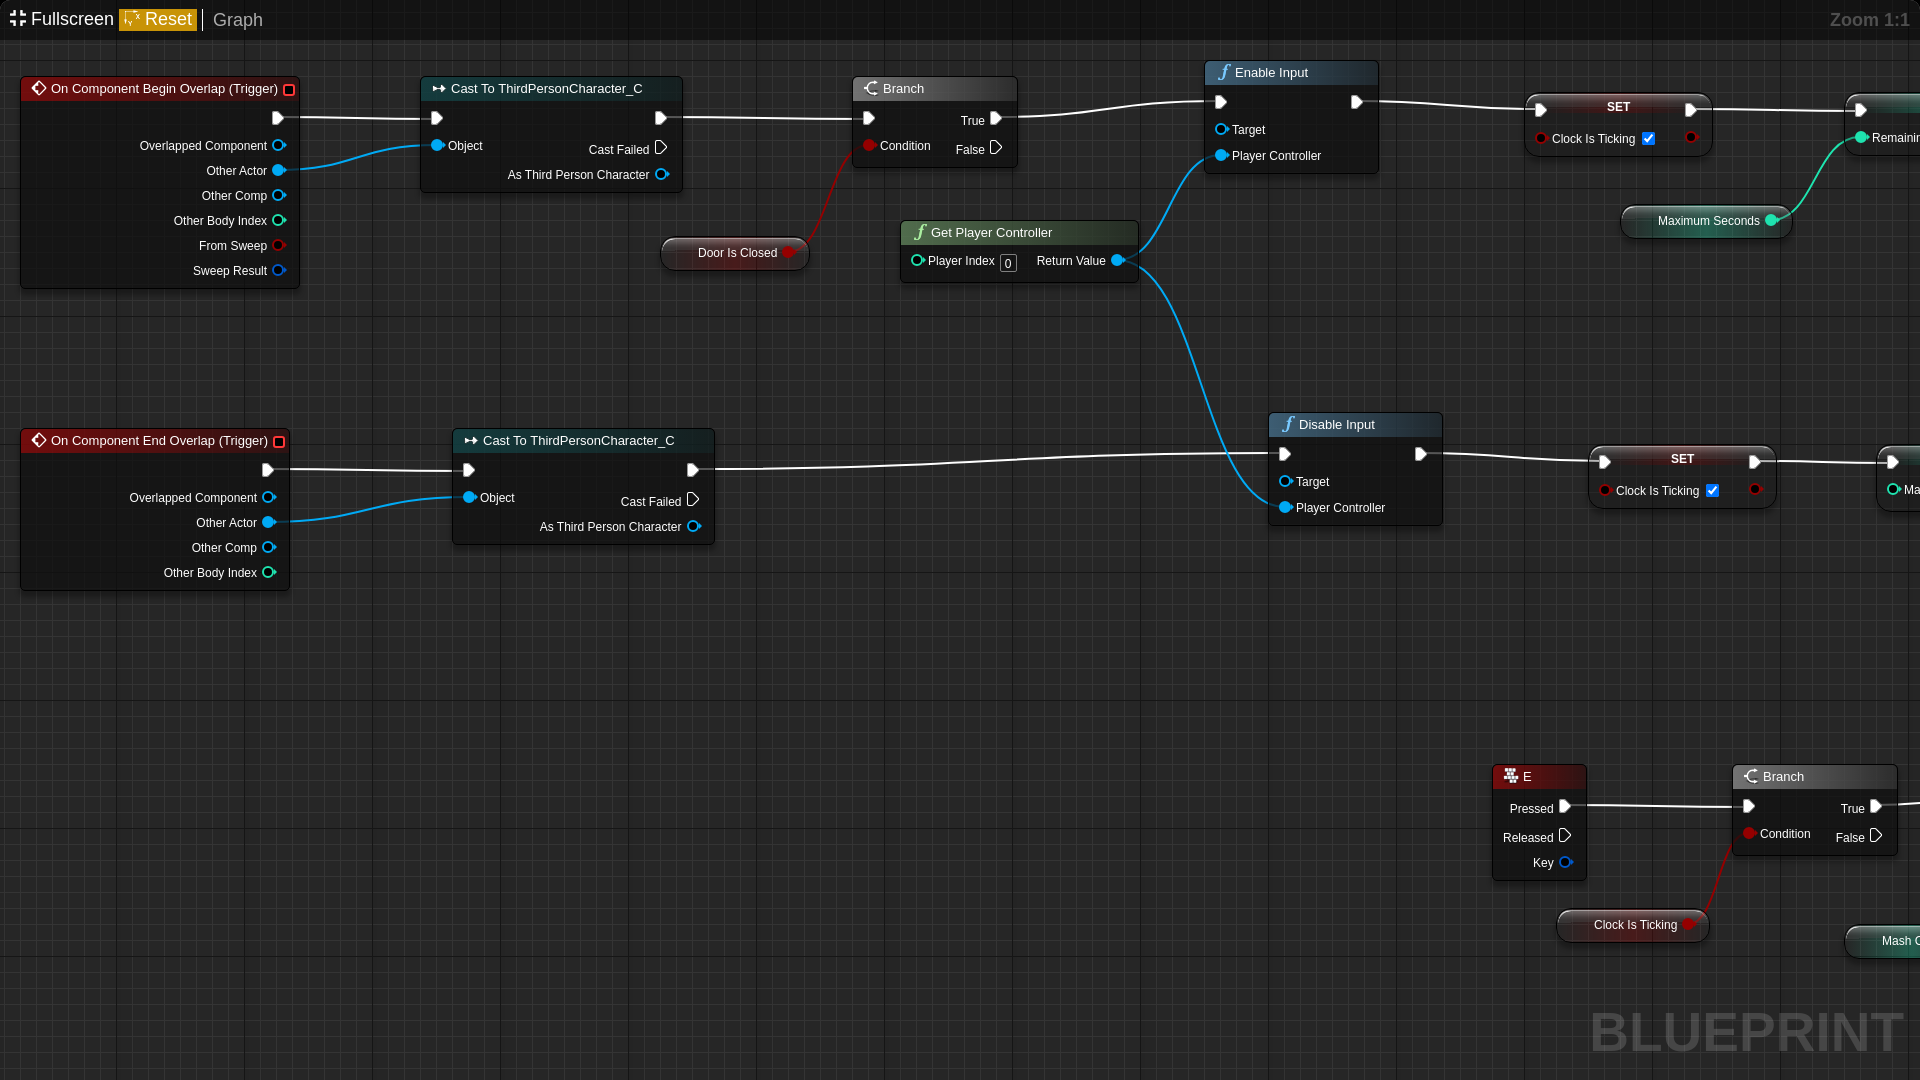 Fullscreen Reset Graph Zoom 1:1
On Component Begin Overlap (Trigger)
Overlapped Component
Other Actor
Other Comp
Other Body Index
From Sweep
Sweep Result
Cast To ThirdPersonCharacter_C
Object
Cast Failed
As Third Person Character
Door Is Closed
Branch
True
Condition
False
Get Player Controller
Player Index 0 Return Value
Enable Input
Target
Player Controller
SET
Clock Is Ticking
Remainin
Maximum Seconds
On Component End Overlap (Trigger)
Overlapped Component
Other Actor
Other Comp
Other Body Index
Cast To ThirdPersonCharacter_C
Object
Cast Failed
As Third Person Character
Disable Input
Target
Player Controller
SET
Clock Is Ticking
Ma
E
Pressed
Released
Key
Branch
True
Condition
False
Clock Is Ticking
Mash C
BLUEPRINT